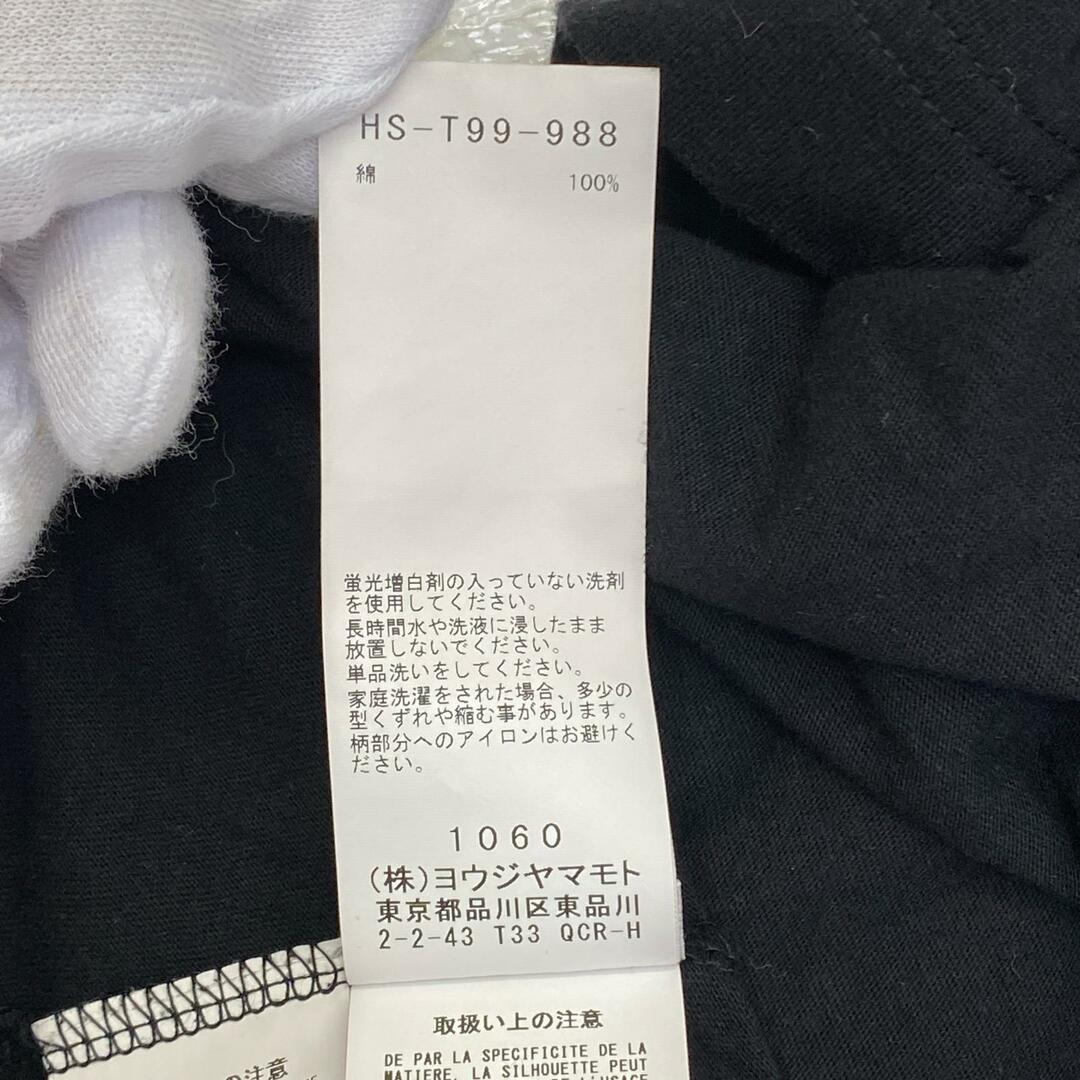 HS-T99-988
綿 100%
蛍光増白剤の入っていない洗剤
を使用してください。
長時間水や洗液に浸したまま
放置しないでください。
単品洗いをしてください。
家庭洗濯をされた場合、多少の
型くずれや縮む事があります。
柄部分へのアイロンはお避けく
ださい。
1060
(株)ヨウジヤマモト
東京都品川区東品川
2-2-43 T33 QCR-H
取扱い上の注意
DE PAR LA SPECIFICITE DE LA
MATIERE, LA SILHOUETTE PEUT
L'USAGE
の注意